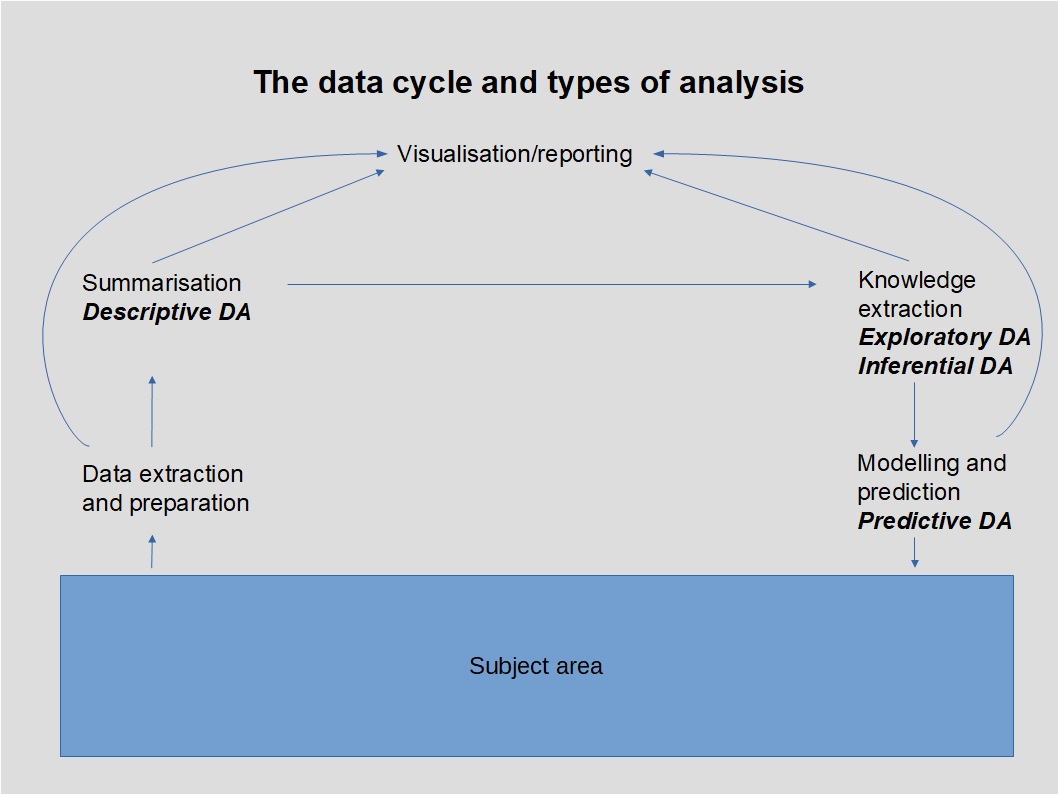 The data cycle and types of analysis
Visualisation/reporting
Summarisation
Descriptive DA
Knowledge
extraction
Exploratory DA
Inferential DA
Data extraction
and preparation
Modelling and
prediction
Predictive DA
Subject area